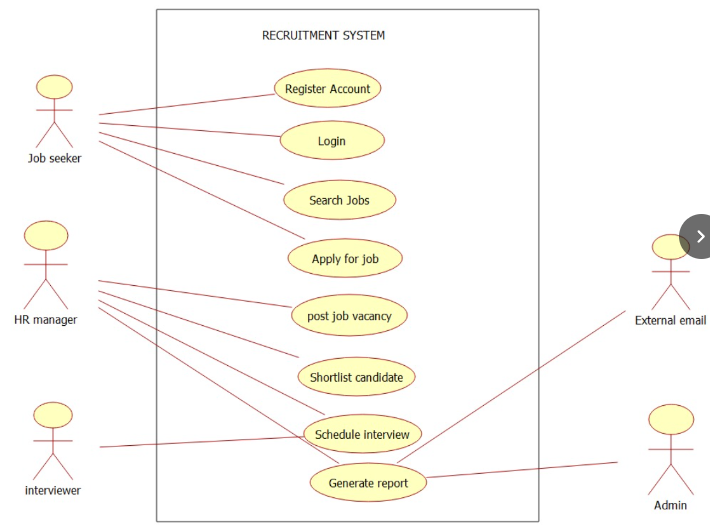 RECRUITMENT SYSTEM
Register Account
Login
Job seeker
Search Jobs
Apply for job
HR manager
post job vacancy
External email
Shortlist candidate
Schedule interview
interviewer
Generate report
Admin